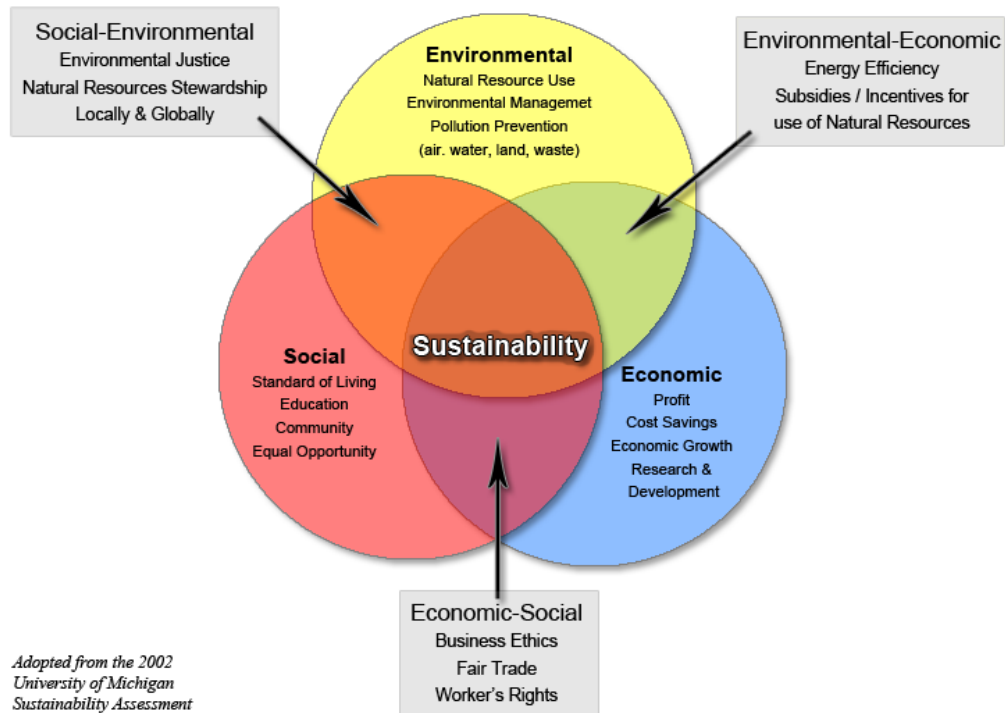 Social-Environmental
Environmental Justice
Natural Resources Stewardship
Locally & Globally
Environmental
Natural Resource Use
Environmental Managemet
Pollution Prevention
(air. water, land, waste)
Environmental-Economic
Energy Efficiency
Subsidies / Incentives for
use of Natural Resources
Sustainability
Social
Standard of Living
Education
Community
Equal Opportunity
Economic
Profit
Cost Savings
Economic Growth
Research &
Development
Economic-Social
Business Ethics
Fair Trade
Worker's Rights
Adopted from the 2002
University of Michigan
Sustainability Assessment